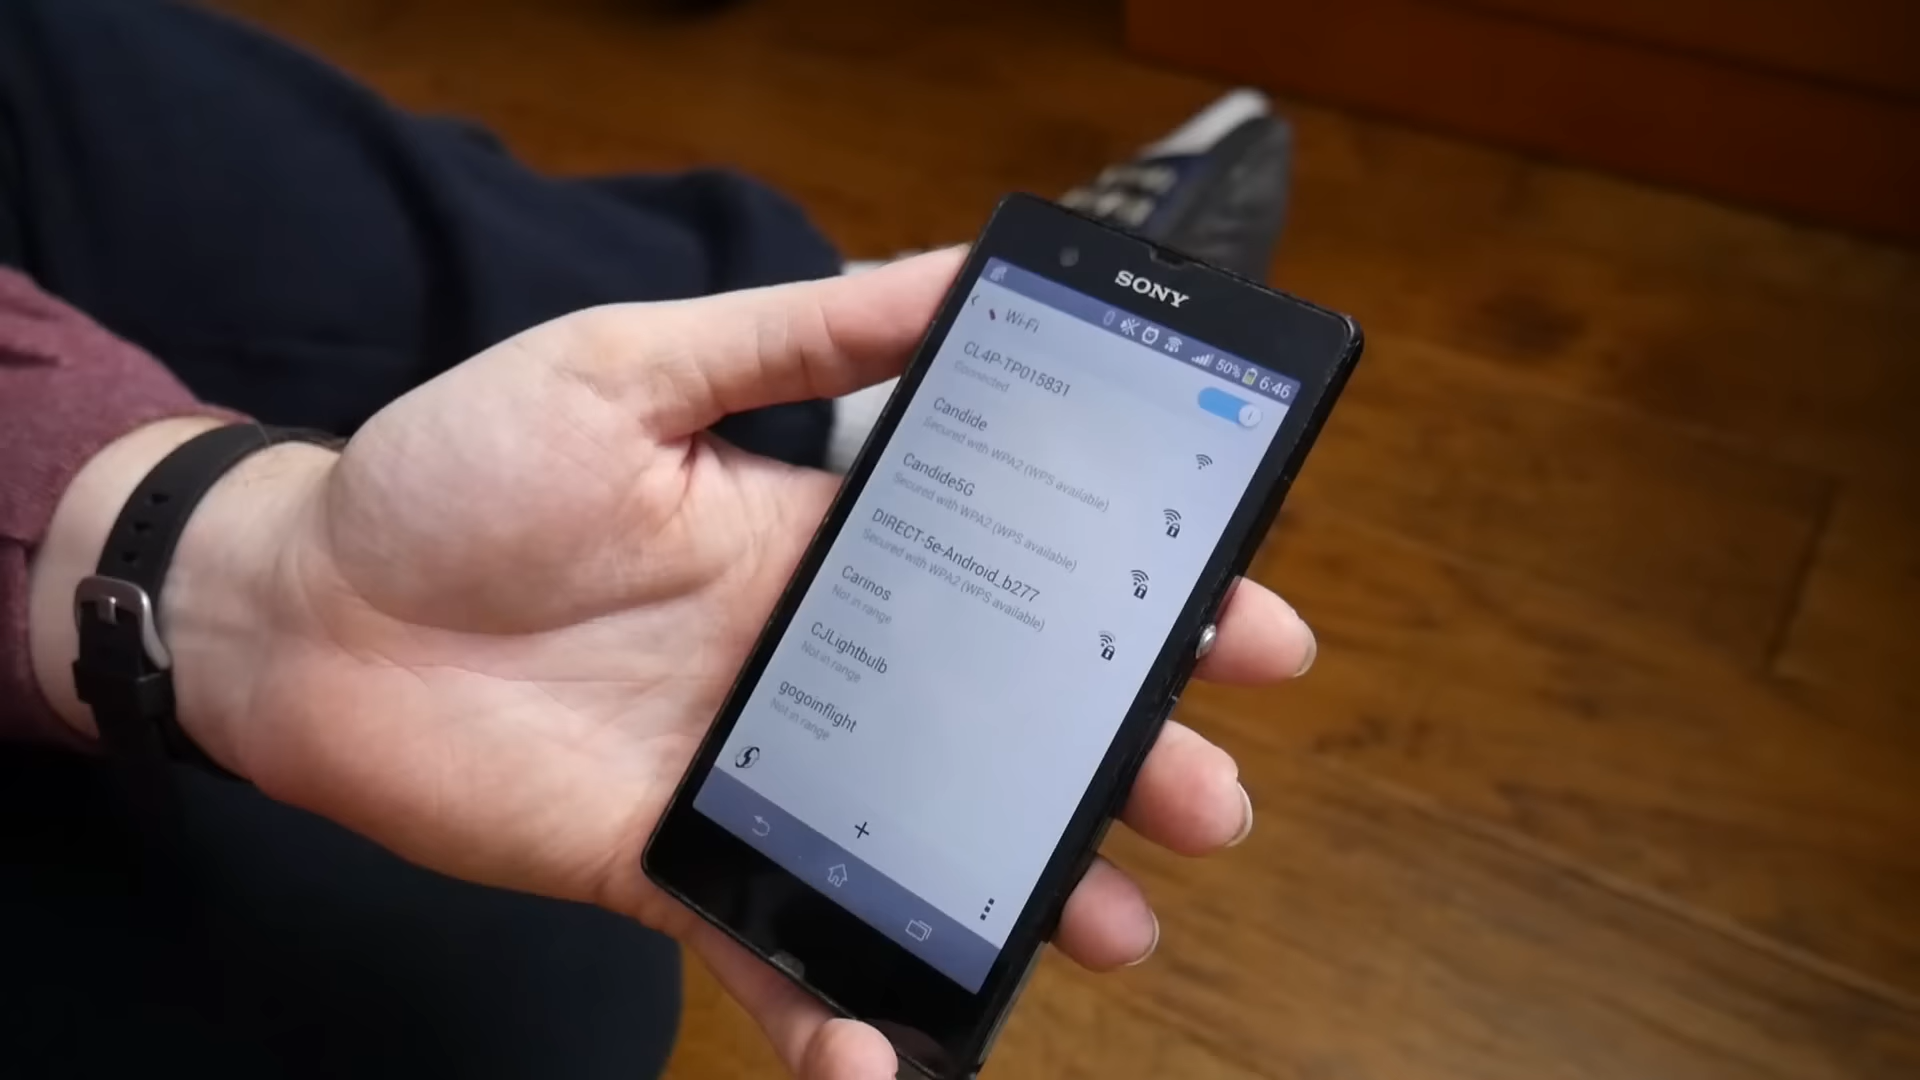 SONY
50% 6:46
Wi-Fi
CL4P-TP015831
Connected
Candide
Secured with WPA2 (WPS available)
Candide5G
Secured with WPA2 (WPS available)
DIRECT-5e-Android_b277
Secured with WPA2 (WPS available)
Carinos
Not in range
CJLightbulb
Not in range
gogoinflight
Not in range